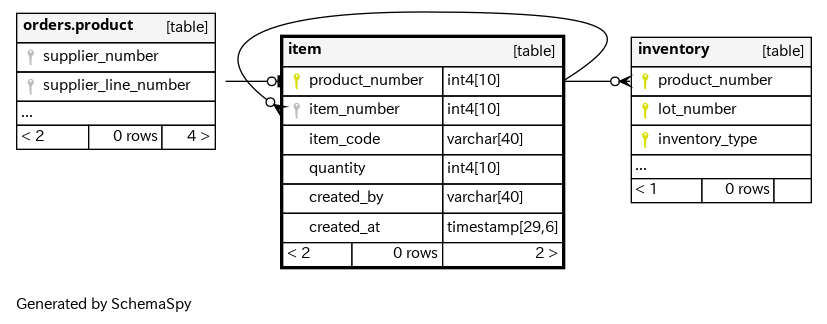 orders.product [table]
supplier_number
supplier_line_number
...
< 2 0 rows 4 >
item [table]
product_number int4[10]
item_number int4[10]
item_code varchar[40]
quantity int4[10]
created_by varchar[40]
created_at timestamp[29,6]
< 2 0 rows 2 >
inventory [table]
product_number
lot_number
inventory_type
...
< 1 0 rows
Generated by SchemaSpy